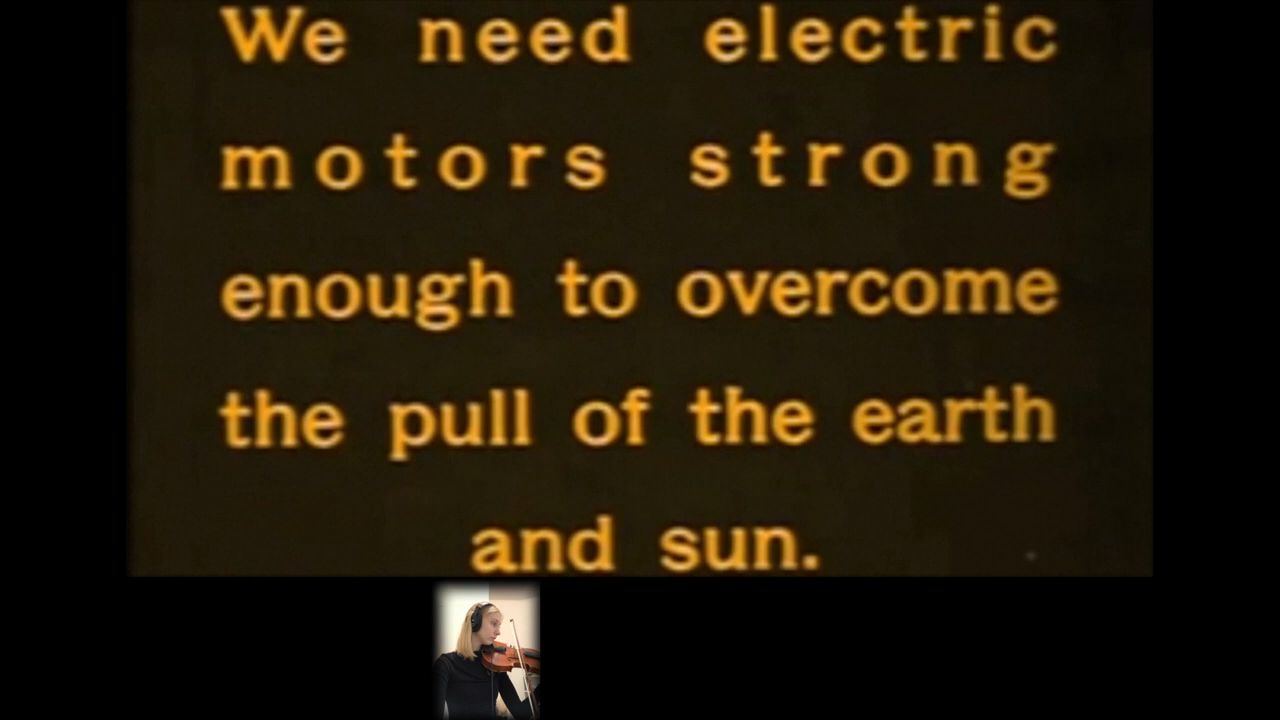 We need electric
motors strong
enough to overcome
the pull of the earth
and sun.